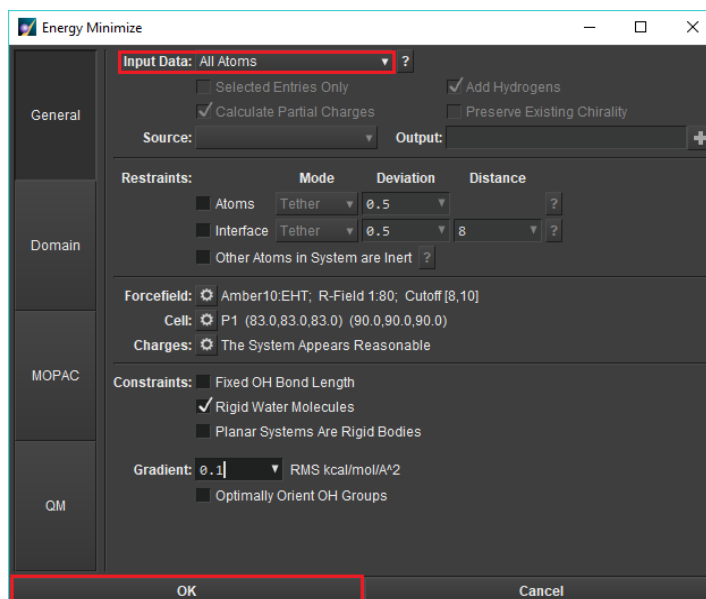 Energy Minimize
General
Input Data: All Atoms ?
Selected Entries Only Add Hydrogens
Calculate Partial Charges Preserve Existing Chirality
Source: Output:
Restraints: Mode Deviation Distance
Atoms Tether 0.5 ?
Interface Tether 0.5 8 ?
Other Atoms in System are Inert ?
Domain
Forcefield: Amber10:EHT; R-Field 1:80; Cutoff [8,10]
Cell: P1 (83.0,83.0,83.0) (90.0,90.0,90.0)
Charges: The System Appears Reasonable
MOPAC
Constraints: Fixed OH Bond Length
Rigid Water Molecules
Planar Systems Are Rigid Bodies
Gradient: 0.1 RMS kcal/mol/A^2
Optimally Orient OH Groups
QM
OK Cancel